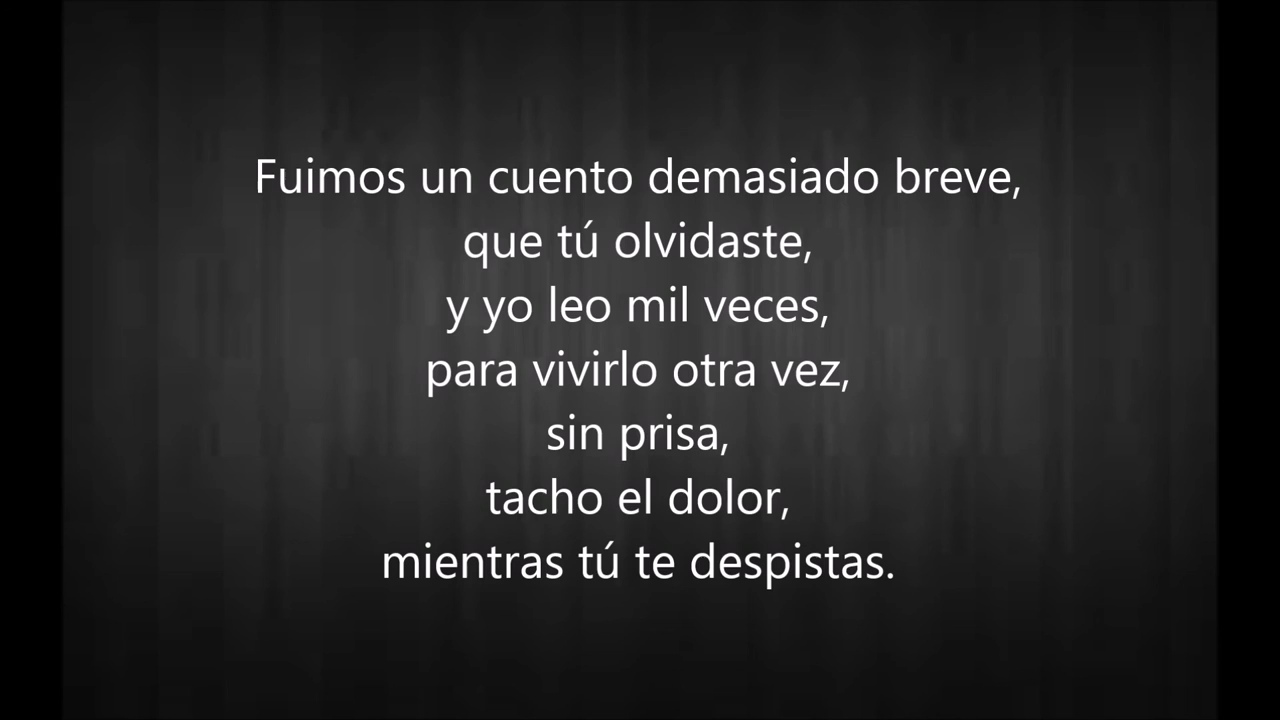 Fuimos un cuento demasiado breve,
que tú olvidaste,
y yo leo mil veces,
para vivirlo otra vez,
sin prisa,
tacho el dolor,
mientras tú te despistas.